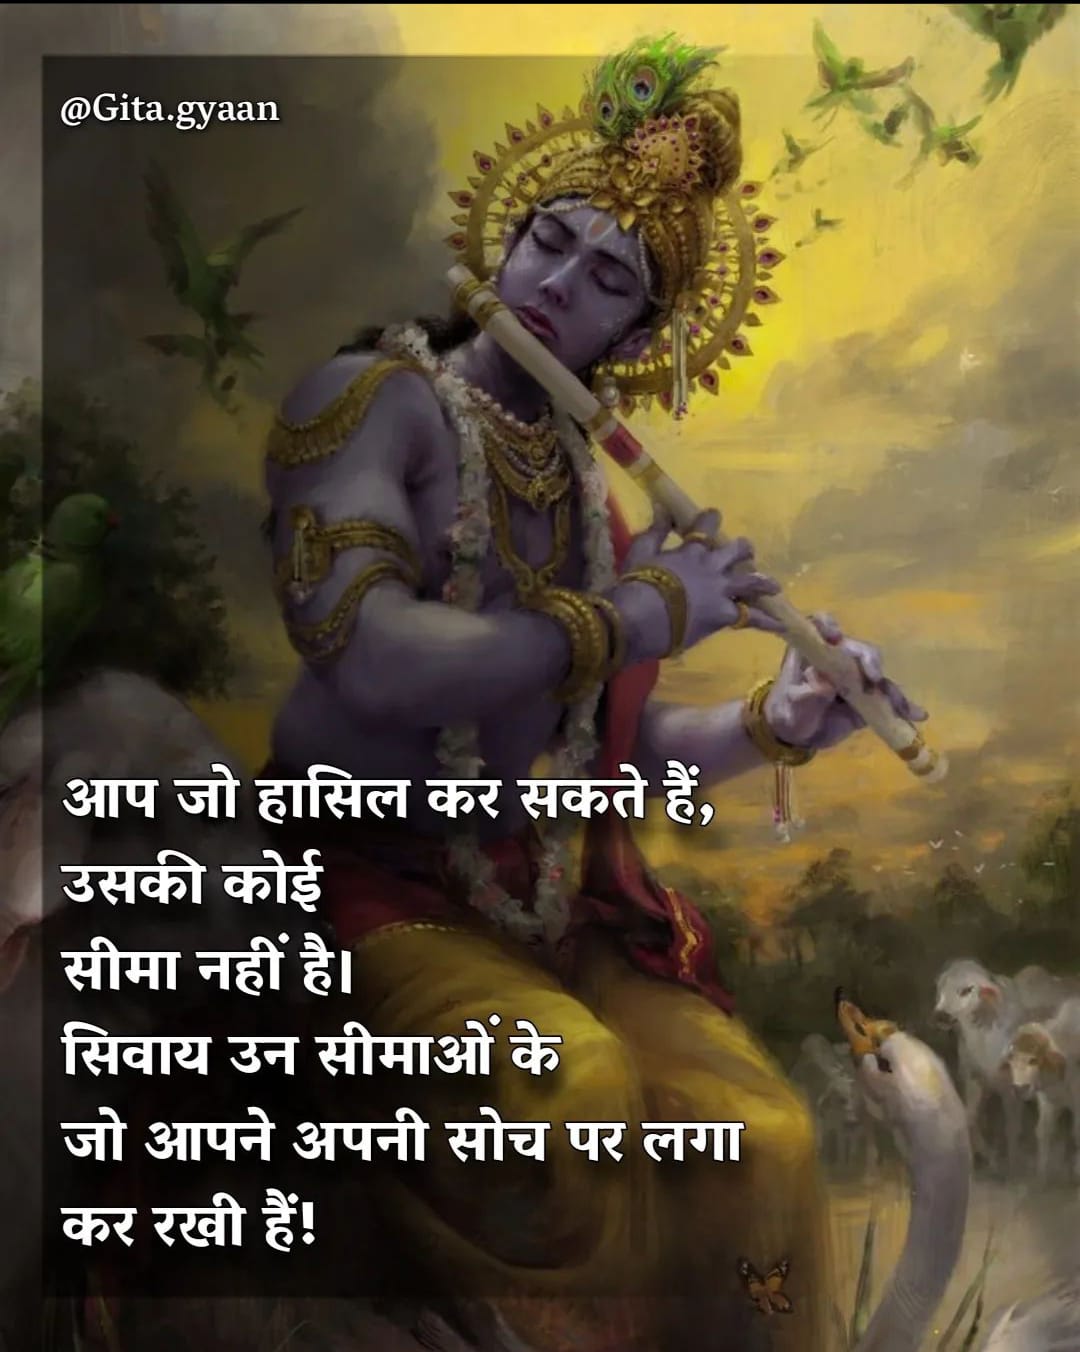 @Gita.gyaan
आप जो हासिल कर सकते हैं,
उसकी कोई
सीमा नहीं है।
सिवाय उन सीमाओं के
जो आपने अपनी सोच पर लगा
कर रखी हैं!